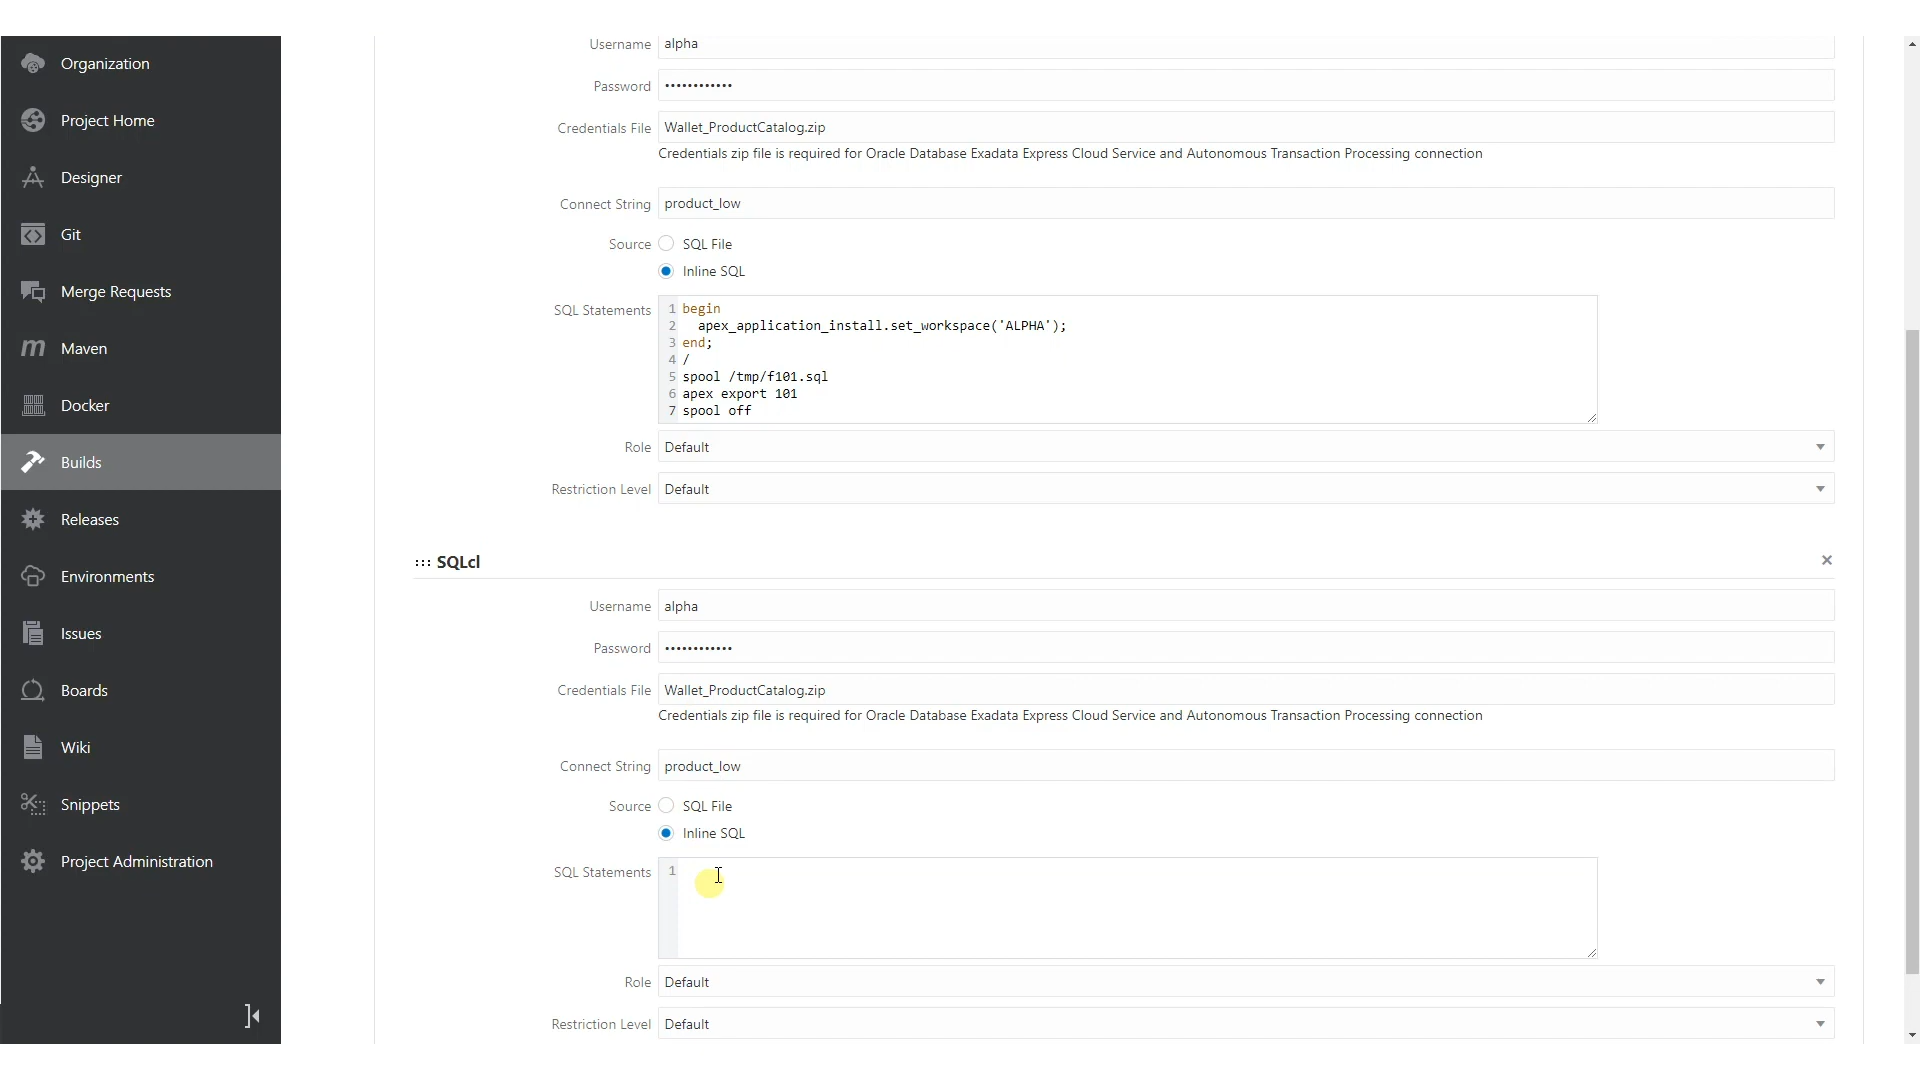 Organization
Project Home
Designer
Git
Merge Requests
Maven
Docker
Builds
Releases
Environments
Issues
Boards
Wiki
Snippets
Project Administration
Username alpha
Password ••••••••••••
Credentials File Wallet_ProductCatalog.zip
Credentials zip file is required for Oracle Database Exadata Express Cloud Service and Autonomous Transaction Processing connection
Connect String product_low
Source SQL File
Inline SQL
SQL Statements
1 begin
2 apex_application_install.set_workspace('ALPHA');
3 end;
4 /
5 spool /tmp/f101.sql
6 apex export 101
7 spool off
Role Default
Restriction Level Default
SQLcl
Username alpha
Password ••••••••••••
Credentials File Wallet_ProductCatalog.zip
Credentials zip file is required for Oracle Database Exadata Express Cloud Service and Autonomous Transaction Processing connection
Connect String product_low
Source SQL File
Inline SQL
SQL Statements 1
Role Default
Restriction Level Default